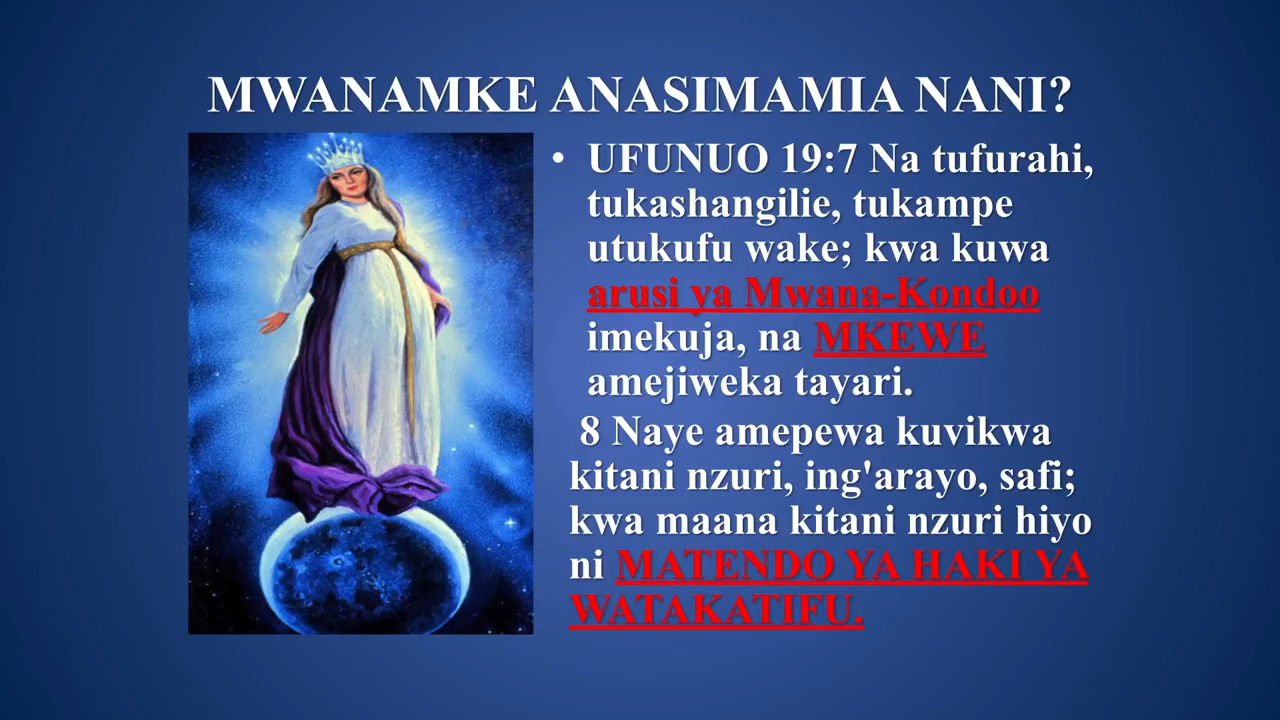 MWANAMKE ANASIMAMIA NANI?
• UFUNUO 19:7 Na tufurahi,
tukashangilie, tukampe
utukufu wake; kwa kuwa
arusi ya Mwana-Kondoo
imekuja, na MKEWE
amejiweka tayari.
8 Naye amepewa kuvikwa
kitani nzuri, ing'arayo, safi;
kwa maana kitani nzuri hiyo
ni MATENDO YA HAKI YA
WATAKATIFU.